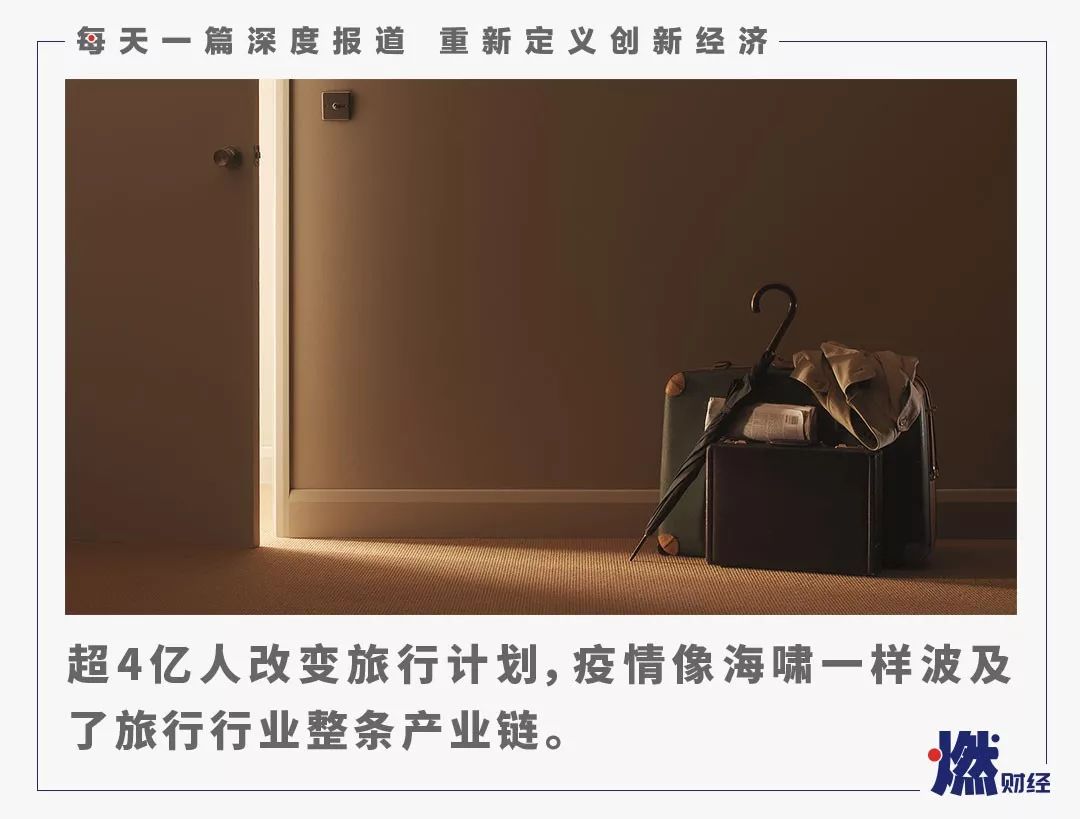 每天一篇深度报道 重新定义创新经济
超4亿人改变旅行计划,疫情像海啸一样波及
了旅行行业整条产业链。
燃财经